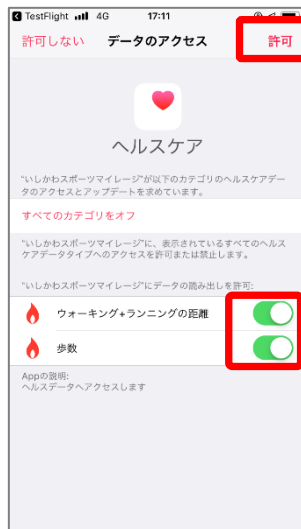 TestFlight 4G 17:11
許可しない データのアクセス 許可
ヘルスケア
"いしかわスポーツマイレージ"が以下のカテゴリのヘルスケアデー
タのアクセスとアップデートを求めています。
すべてのカテゴリをオフ
"いしかわスポーツマイレージ"に、表示されているすべてのヘルス
ケアデータタイプへのアクセスを許可または禁止します。
"いしかわスポーツマイレージ"にデータの読み出しを許可:
ウォーキング+ランニングの距離
歩数
Appの説明:
ヘルスデータへアクセスします